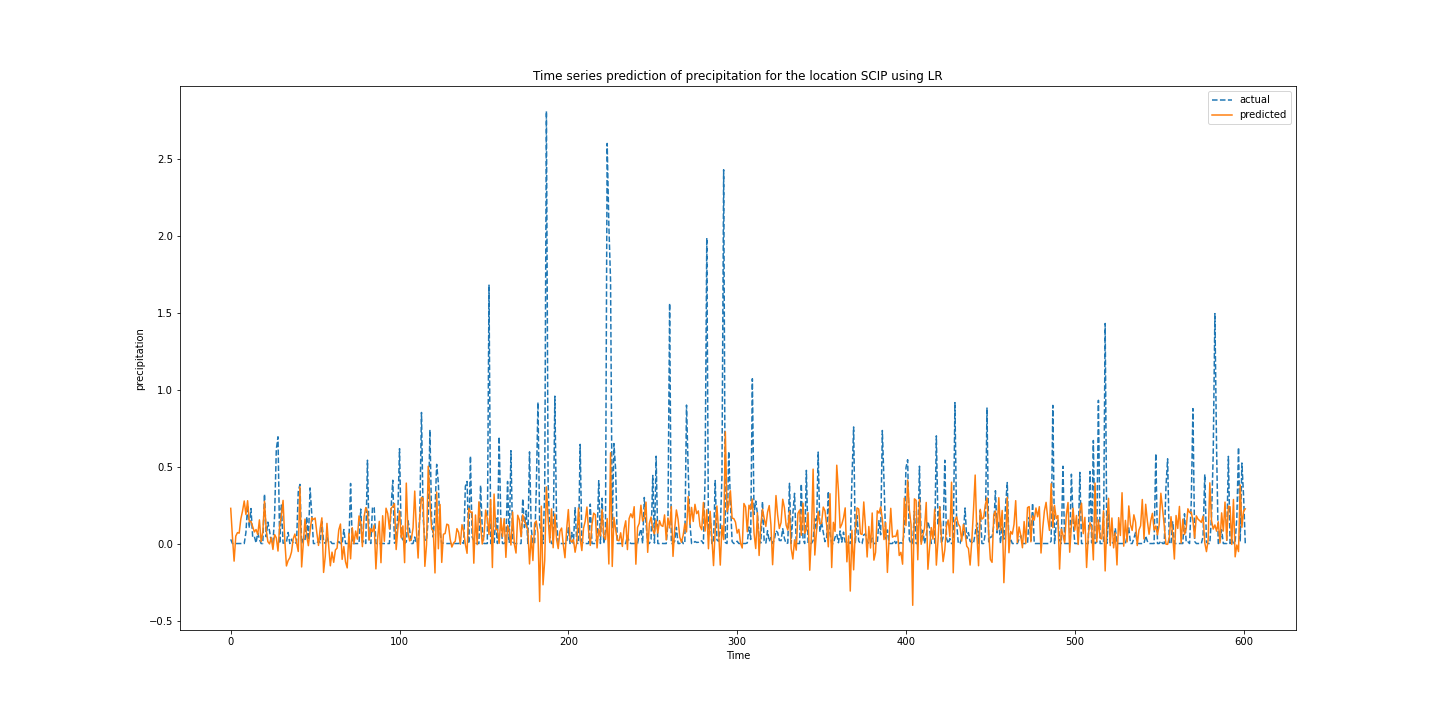 Time series prediction of precipitation for the location SCIP using LR
actual
predicted
2.5
2.0
1.5
1.0
0.5
0.0
−0.5
precipitation
0 100 200 300 400 500 600
Time